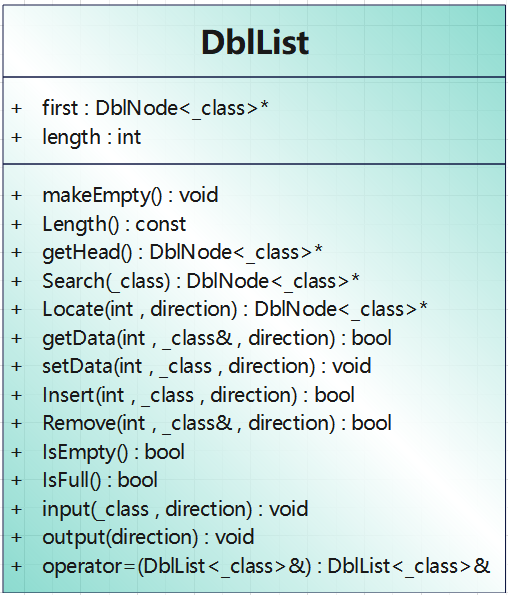 DblList
+ first : DblNode<_class>*
+ length : int
+ makeEmpty() : void
+ Length() : const
+ getHead() : DblNode<_class>*
+ Search(_class) : DblNode<_class>*
+ Locate(int , direction) : DblNode<_class>*
+ getData(int , _class& , direction) : bool
+ setData(int , _class , direction) : void
+ Insert(int , _class , direction) : bool
+ Remove(int , _class& , direction) : bool
+ IsEmpty() : bool
+ IsFull() : bool
+ input(_class , direction) : void
+ output(direction) : void
+ operator=(DblList<_class>&) : DblList<_class>&